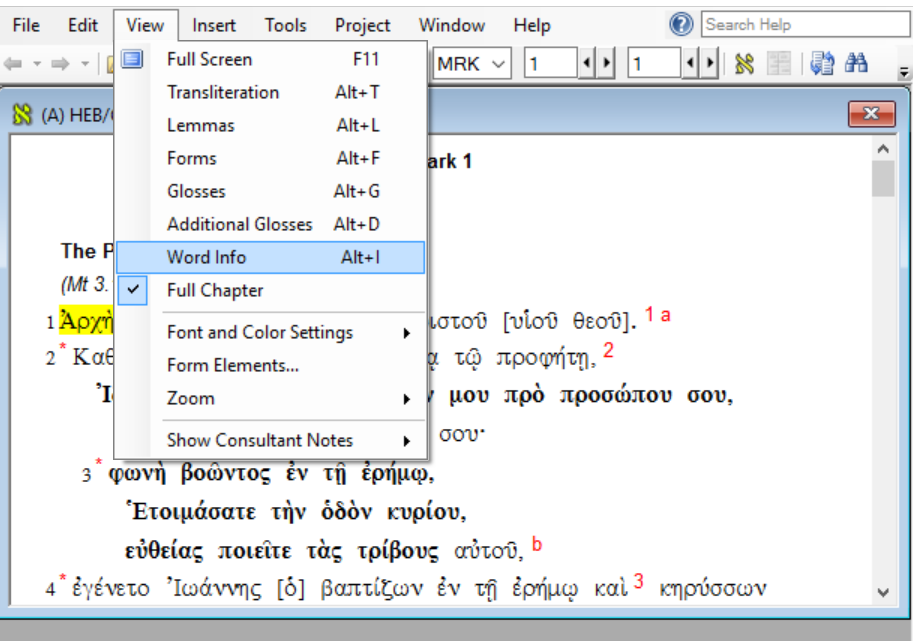 File Edit View Insert Tools Project Window Help Search Help
MRK 1 1
(A) HEB/
Full Screen F11
Transliteration Alt+T
Lemmas Alt+L
Forms Alt+F
Glosses Alt+G
Additional Glosses Alt+D
Word Info Alt+I
Full Chapter
Font and Color Settings
Form Elements...
Zoom
Show Consultant Notes
ark 1
The P
(Mt 3.
1 Ἀρχὴ ιστοῦ [υἱοῦ θεοῦ]. 1 a
2 * Καθ ᾳ τῷ προφήτῃ, 2
μου πρὸ προσώπου σου,
σου·
3 * φωνὴ βοῶντος ἐν τῇ ἐρήμῳ,
Ἑτοιμάσατε τὴν ὁδὸν κυρίου,
εὐθείας ποιεῖτε τὰς τρίβους αὐτοῦ, b
4 * ἐγένετο Ἰωάννης [ὁ] βαπτίζων ἐν τῇ ἐρήμῳ καὶ 3 κηρύσσων